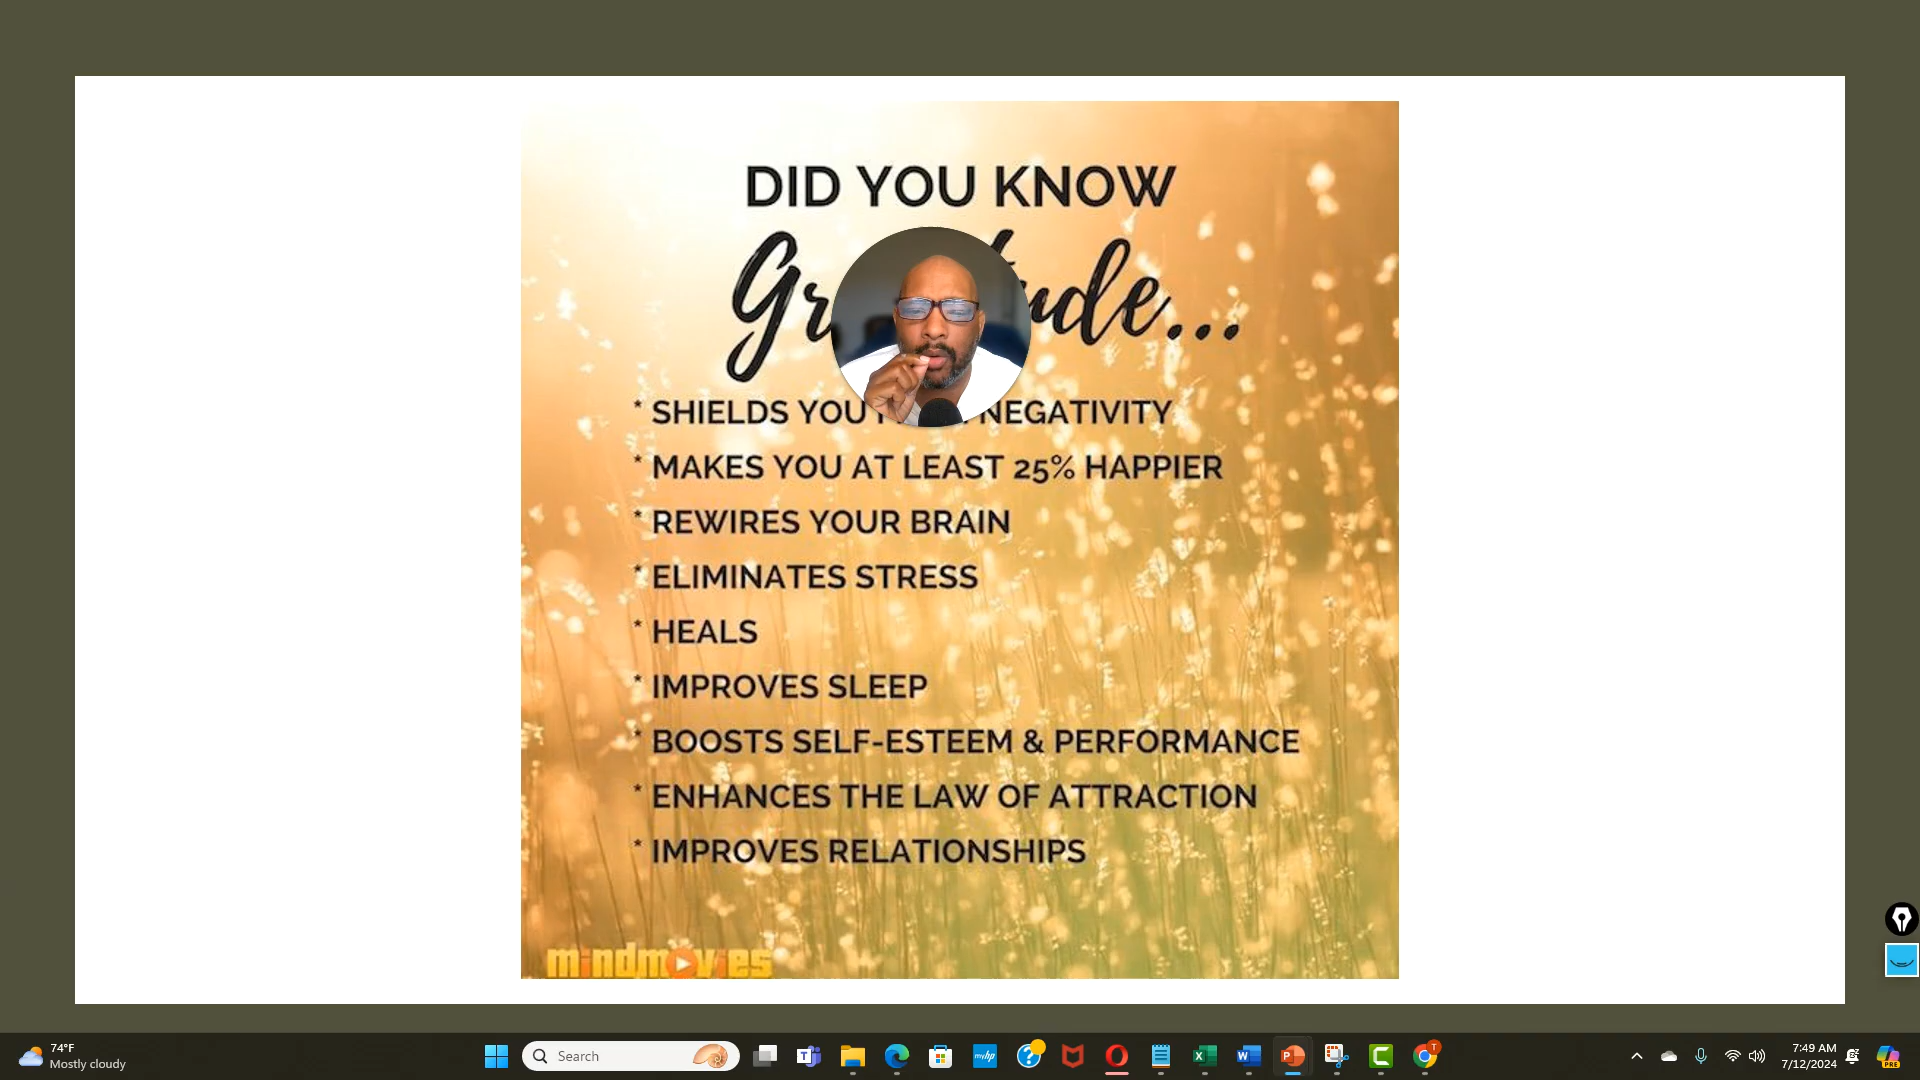 DID YOU KNOW
* SHIELDS YOU NEGATIVITY
* MAKES YOU AT LEAST 25% HAPPIER
* REWIRES YOUR BRAIN
* ELIMINATES STRESS
* HEALS
* IMPROVES SLEEP
* BOOSTS SELF-ESTEEM & PERFORMANCE
* ENHANCES THE LAW OF ATTRACTION
* IMPROVES RELATIONSHIPS
mindmovies
74°F
Mostly cloudy
Search
7:49 AM
7/12/2024